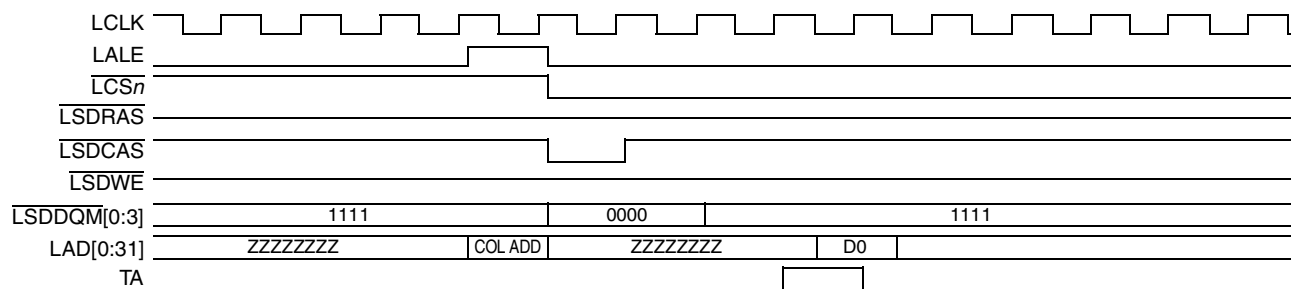 LCLK
LALE
LCSn
LSDRAS
LSDCAS
LSDWE
LSDDQM[0:3] 1111 0000 1111
LAD[0:31] ZZZZZZZZ COL ADD ZZZZZZZZ D0
TA